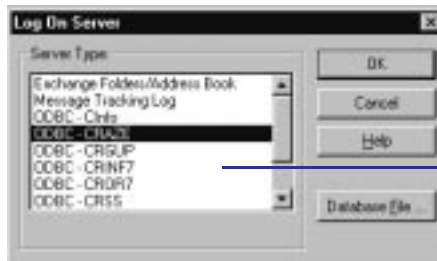 Log On Server
Server Type:
Exchange Folders/Address Book
Message Tracking Log
ODBC - CInfo
ODBC - CRAZE
ODBC - CRGUP
ODBC - CRINF7
ODBC - CROR7
ODBC - CRSS
OK
Cancel
Help
Database File ...